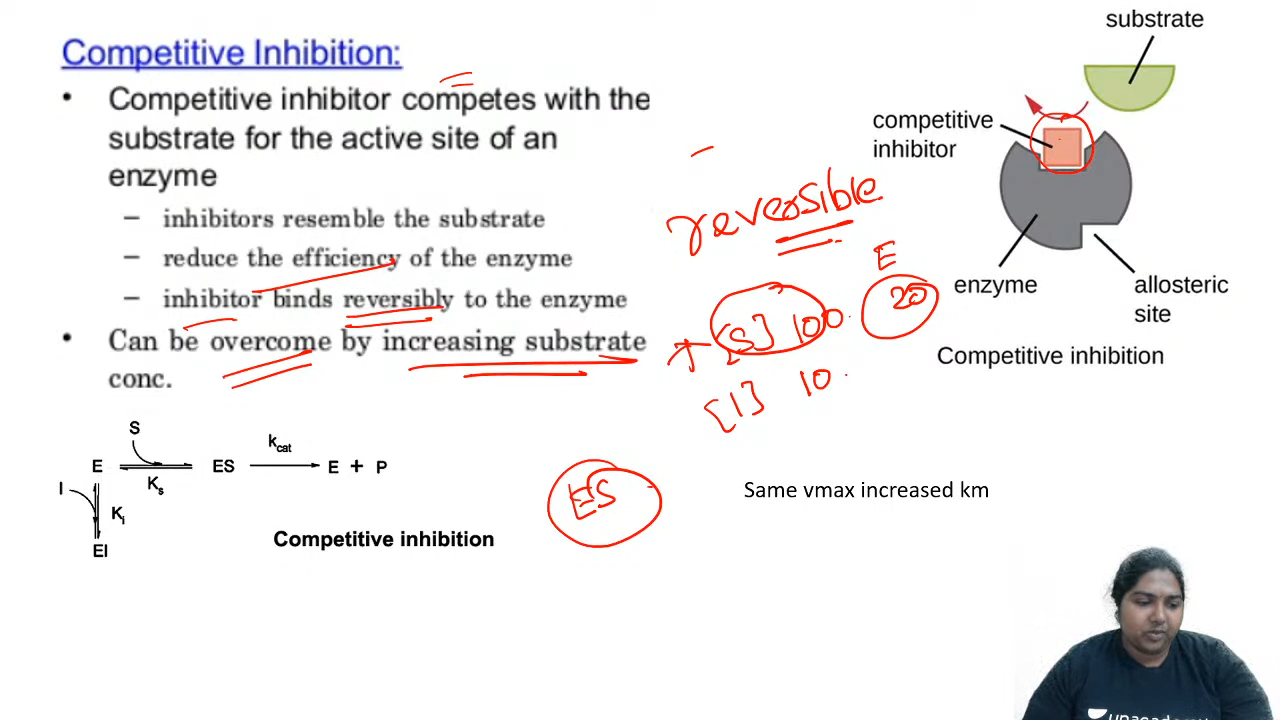 Competitive Inhibition:
• Competitive inhibitor competes with the
substrate for the active site of an
enzyme
– inhibitors resemble the substrate
– reduce the efficiency of the enzyme
– inhibitor binds reversibly to the enzyme
• Can be overcome by increasing substrate
conc.
substrate
competitive
inhibitor
enzyme
allosteric
site
Competitive inhibition
reversible
E
20
↑ [S] 100
[I] 10
S
E
Ks
ES
kcat
E + P
I
Ki
EI
Competitive inhibition
ES
Same vmax increased km